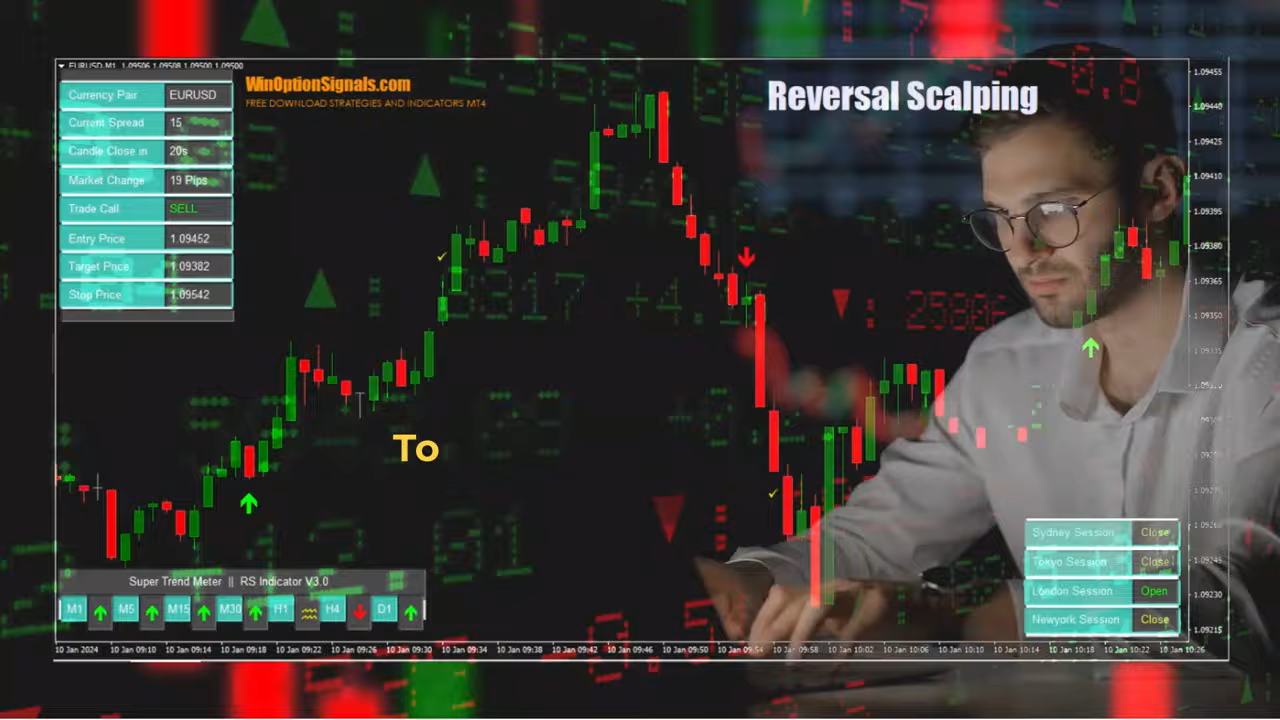 EURUSD-M1 1.09506 1.09508 1.09500 1.09500
WinOptionSignals.com
FREE DOWNLOAD STRATEGIES AND INDICATORS MT4
Reversal Scalping
Currency Pair EURUSD
Current Spread 15
Candle Close in 20s
Market Change 19 Pips
Trade Call SELL
Entry Price 1.09452
Target Price 1.09382
Stop Price 1.09542
1.09455
1.09440
1.09425
1.09410
1.09395
1.09380
1.09365
1.09350
1.09335
To
25806
Sydney Session Close
Tokyo Session Close
London Session Open
Newyork Session Close
1.09245
1.09230
1.09215
Super Trend Meter || RS Indicator V3.0
M1 M5 M15 M30 H1 H4 D1
10 Jan 2024 10 Jan 09:10 10 Jan 09:14 10 Jan 09:18 10 Jan 09:22 10 Jan 09:26 10 Jan 09:30 10 Jan 09:34 10 Jan 09:38 10 Jan 09:42 10 Jan 09:46 10 Jan 09:50 10 Jan 09:54 10 Jan 09:58 10 Jan 10:02 10 Jan 10:06 10 Jan 10:10 10 Jan 10:14 10 Jan 10:18 10 Jan 10:22 10 Jan 10:26